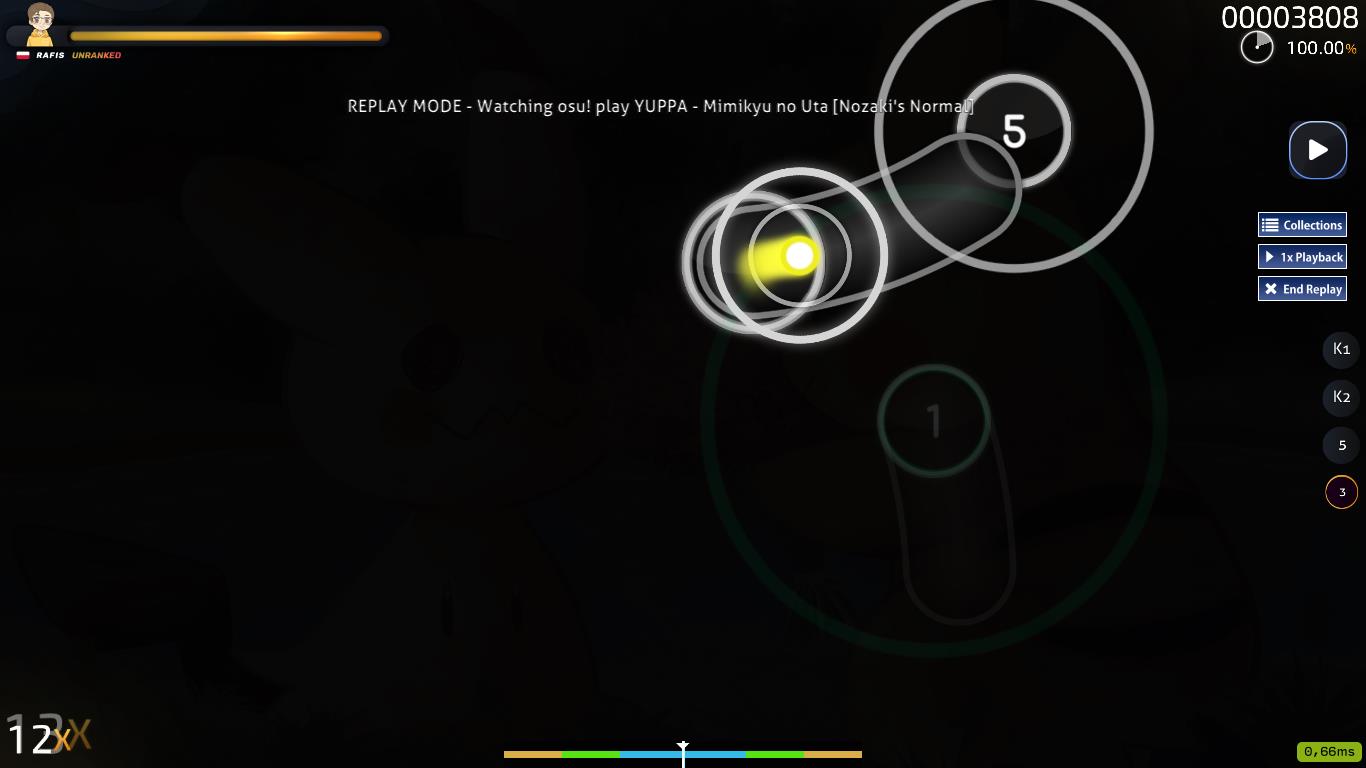 00003808
RAFIS UNRANKED
100.00%
REPLAY MODE - Watching osu! play YUPPA - Mimikyu no Uta [Nozaki's Normal]
5
Collections
1x Playback
End Replay
K1
K2
5
3
1
12x
0,66ms